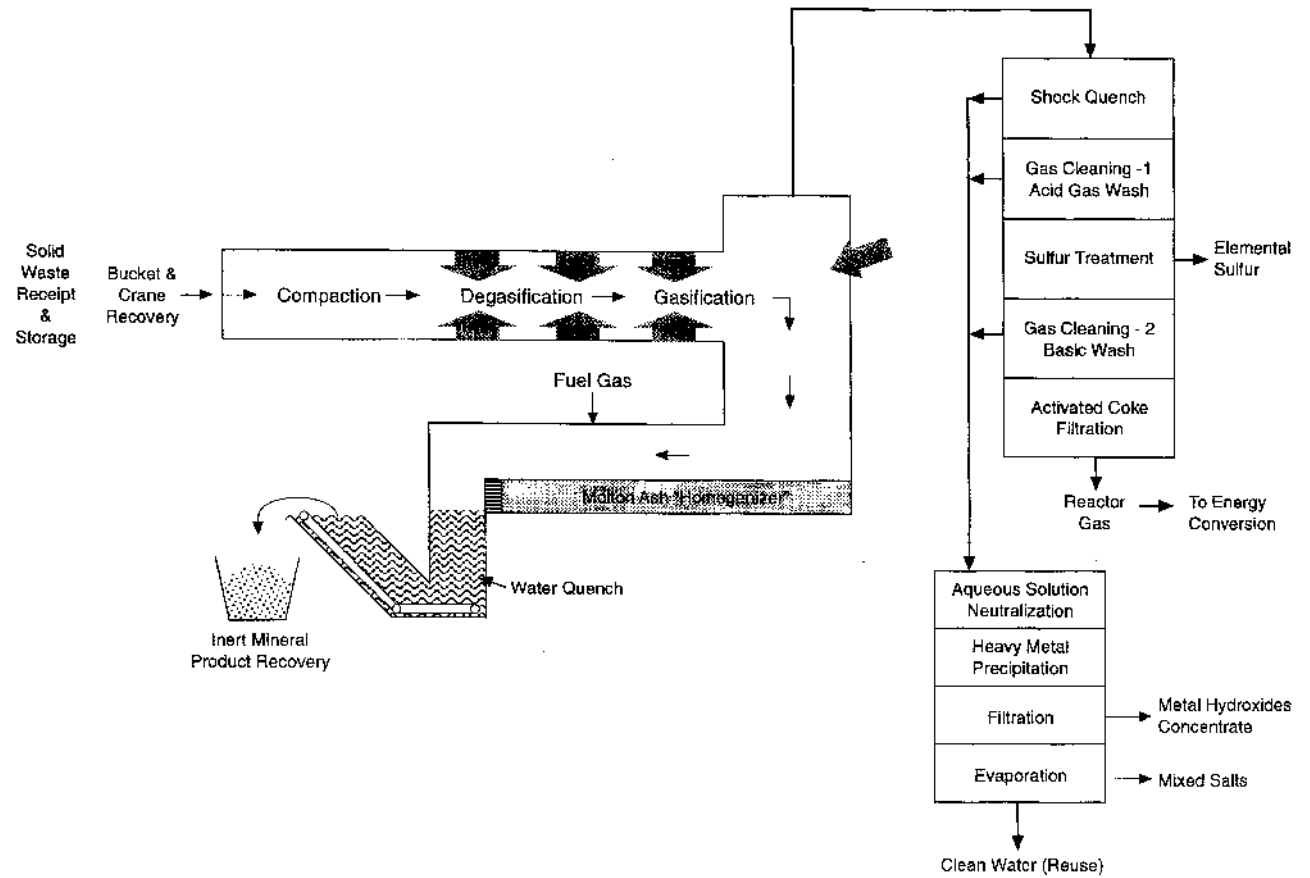 Solid
Waste
Receipt
&
Storage
Bucket &
Crane
Recovery
Compaction
Degasification
Gasification
Fuel Gas
Molton Ash "Homoganizer"
Water Quench
Inert Mineral
Product Recovery
Shock Quench
Gas Cleaning -1
Acid Gas Wash
Sulfur Treatment
Elemental
Sulfur
Gas Cleaning - 2
Basic Wash
Activated Coke
Filtration
Reactor
Gas
To Energy
Conversion
Aqueous Solution
Neutralization
Heavy Metal
Precipitation
Filtration
Metal Hydroxides
Concentrate
Evaporation
Mixed Salts
Clean Water (Reuse)